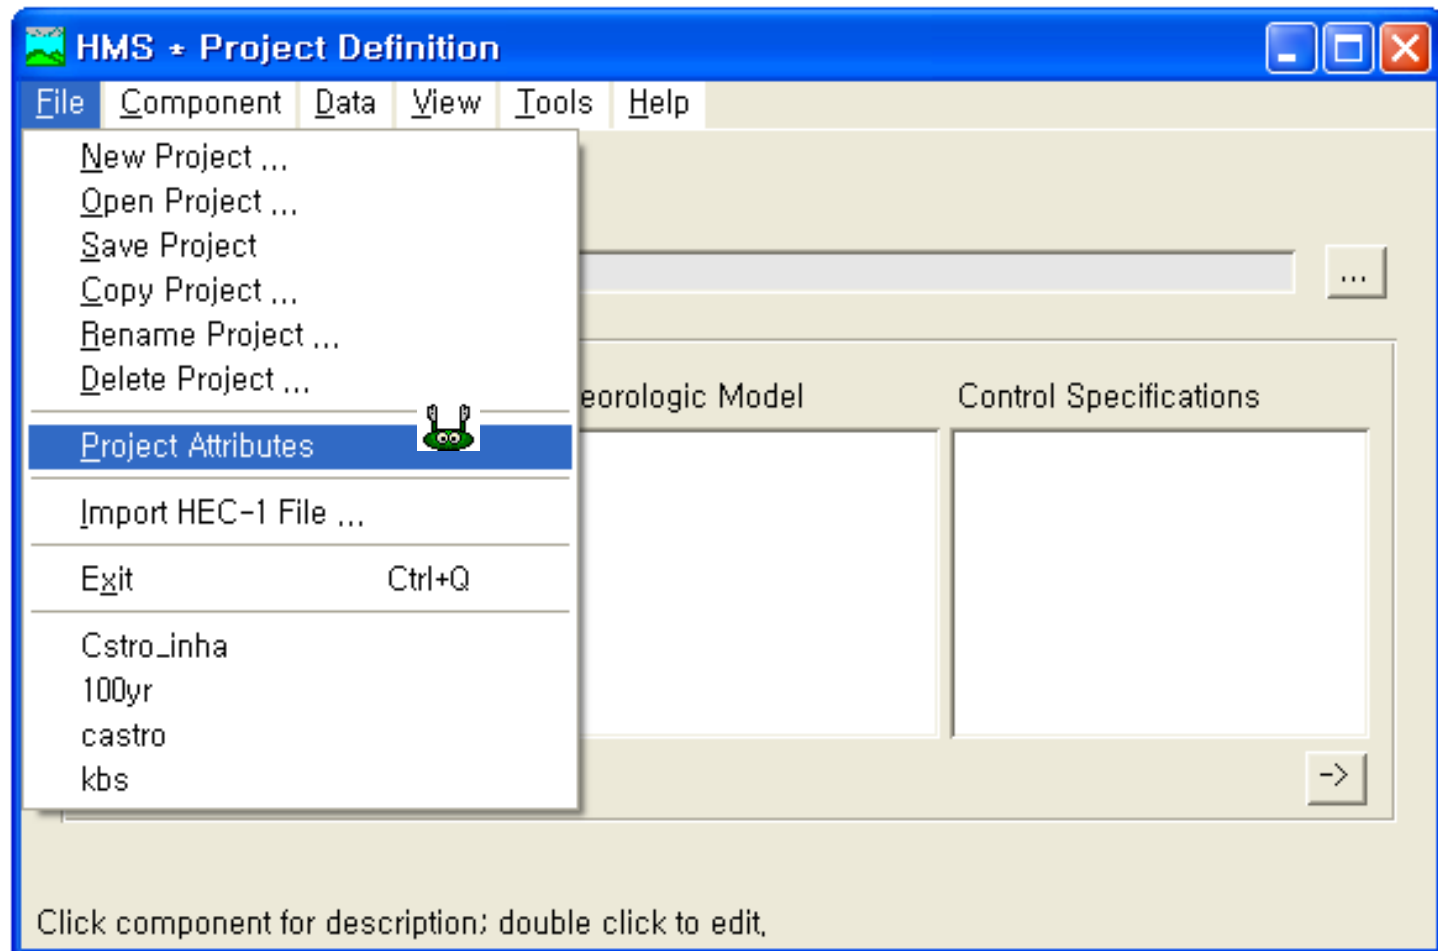 HMS * Project Definition
File Component Data View Tools Help
New Project ...
Open Project ...
Save Project
Copy Project ...
Rename Project ...
Delete Project ...
Project Attributes
Import HEC-1 File ...
Exit Ctrl+Q
Cstro_inha
100yr
castro
kbs
...
eorologic Model
Control Specifications
->
Click component for description; double click to edit.